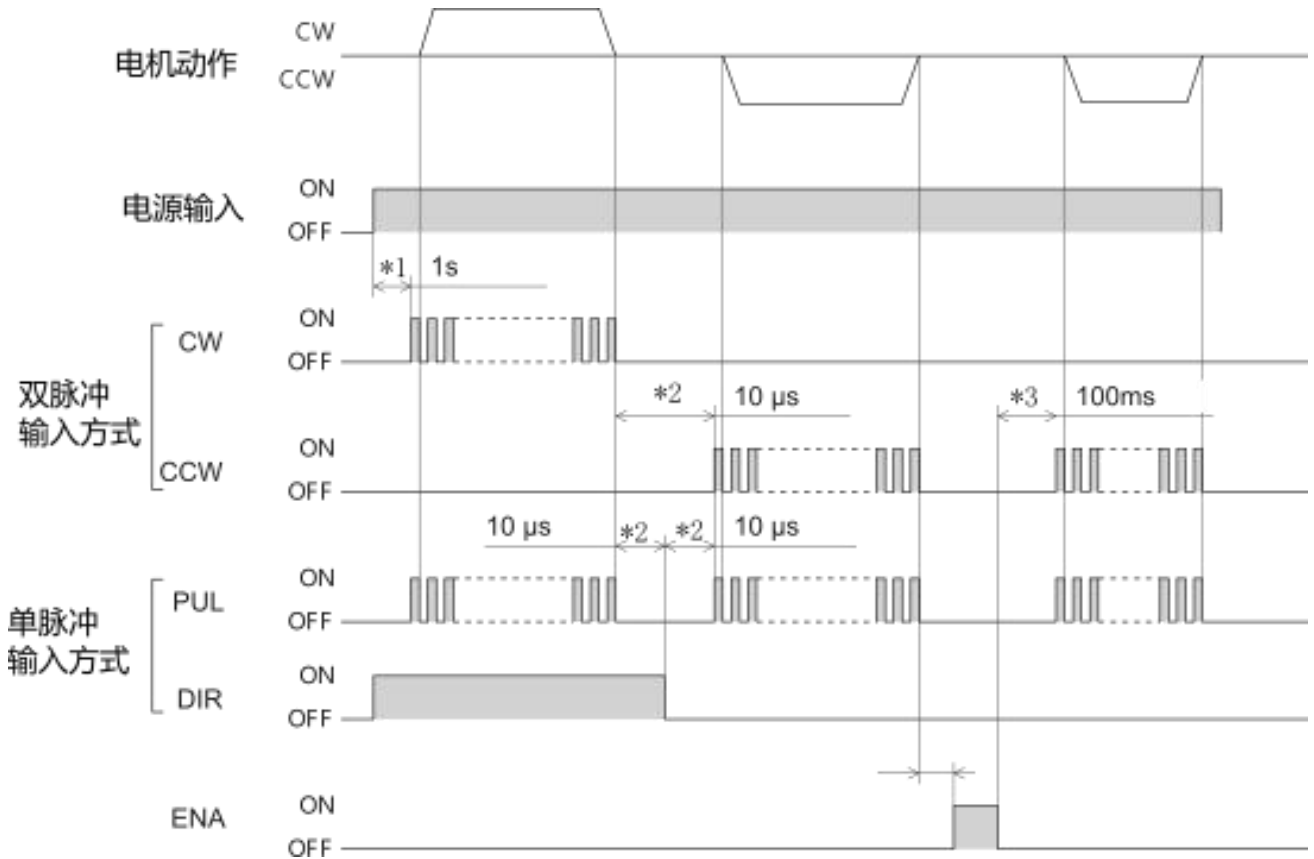 CW
电机动作
CCW
ON
电源输入
OFF
*1 1s
ON
CW
OFF
双脉冲
输入方式
*2 10 μs *3 100ms
ON
CCW
OFF
10 μs *2 *2 10 μs
ON
PUL
OFF
单脉冲
输入方式
ON
DIR
OFF
ON
ENA
OFF